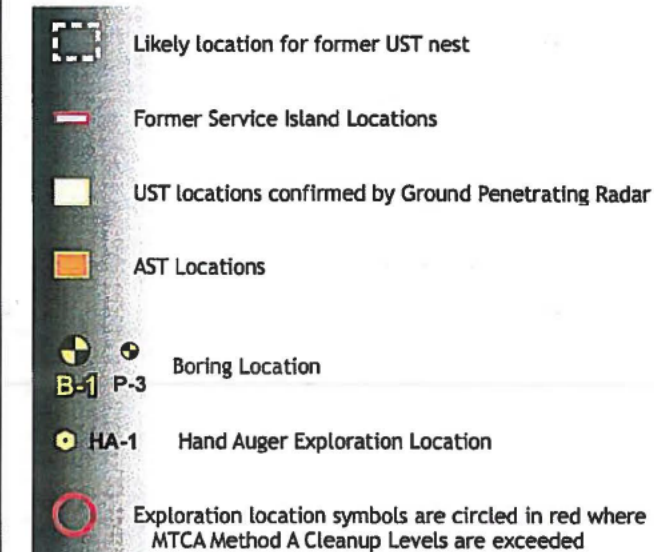 Likely location for former UST nest
Former Service Island Locations
UST locations confirmed by Ground Penetrating Radar
AST Locations
B-1 P-3 Boring Location
HA-1 Hand Auger Exploration Location
Exploration location symbols are circled in red where
MTCA Method A Cleanup Levels are exceeded